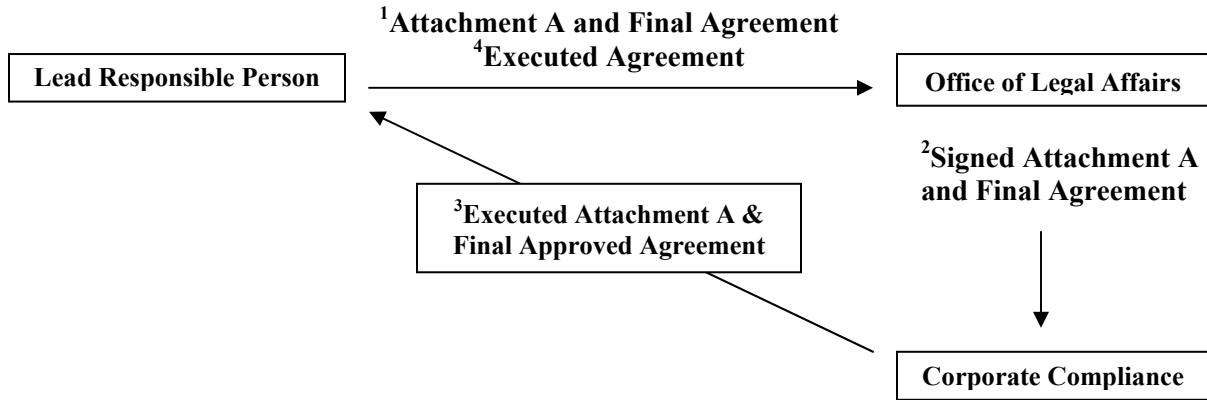 ¹Attachment A and Final Agreement
⁴Executed Agreement
Lead Responsible Person
Office of Legal Affairs
²Signed Attachment A
and Final Agreement
³Executed Attachment A &
Final Approved Agreement
Corporate Compliance